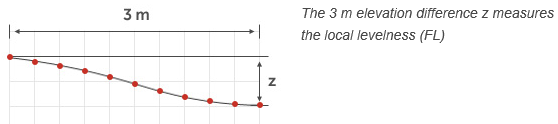 3 m
The 3 m elevation difference z measures
the local levelness (FL)
z